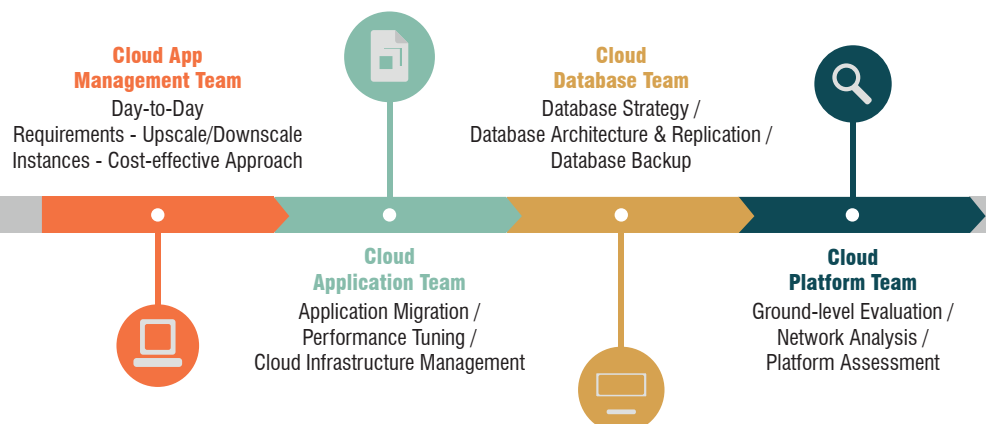 Cloud App
Management Team
Day-to-Day
Requirements - Upscale/Downscale
Instances - Cost-effective Approach
Cloud
Application Team
Application Migration /
Performance Tuning /
Cloud Infrastructure Management
Cloud
Database Team
Database Strategy /
Database Architecture & Replication /
Database Backup
Cloud
Platform Team
Ground-level Evaluation /
Network Analysis /
Platform Assessment